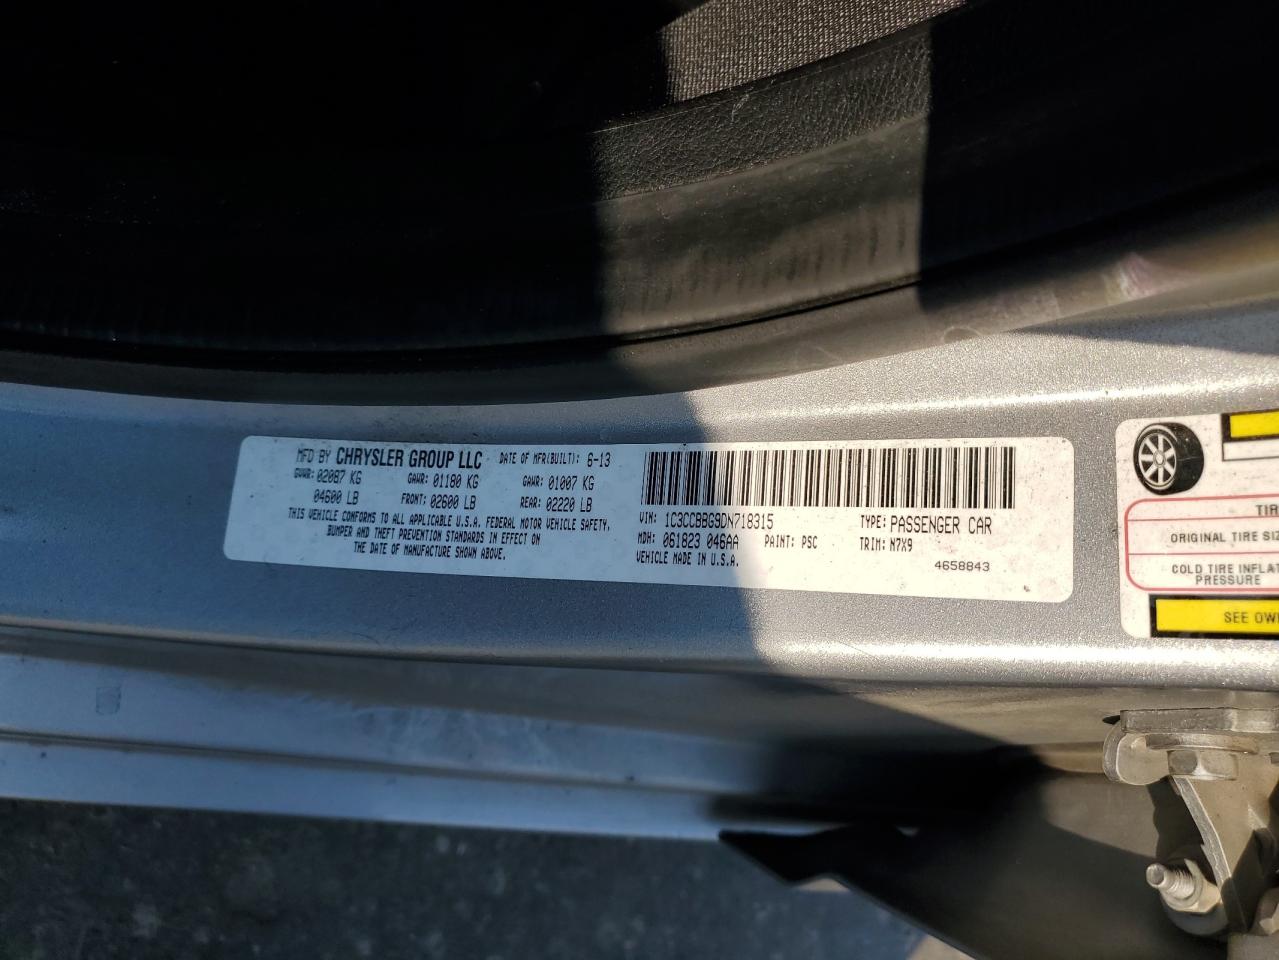 MFD BY CHRYSLER GROUP LLC DATE OF MFR(BUILT): 6-13
GVWR: 02087 KG GAWR: 01180 KG GAWR: 01007 KG
04600 LB FRONT: 02600 LB REAR: 02220 LB
THIS VEHICLE CONFORMS TO ALL APPLICABLE U.S.A. FEDERAL MOTOR VEHICLE SAFETY,
BUMPER AND THEFT PREVENTION STANDARDS IN EFFECT ON
THE DATE OF MANUFACTURE SHOWN ABOVE.
VIN: 1C3CCBBG9DN718315 TYPE: PASSENGER CAR
MDH: 061823 046AA PAINT: PSC TRIM: N7X9
VEHICLE MADE IN U.S.A.
4658843
TIR
ORIGINAL TIRE SIZ
COLD TIRE INFLAT
PRESSURE
SEE OW